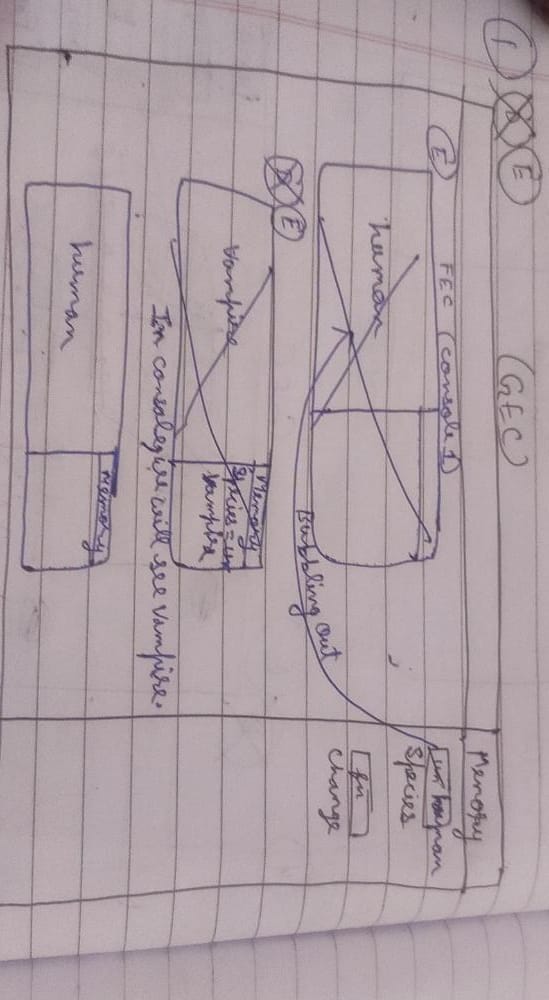 1
E
(GEC)
Memory
un human
species
fn
change
E
FEC (console 1)
human
Bubbling out
E
Vampire
Memory
species = un
vampire
In console, we will see vampire.
human
Memory